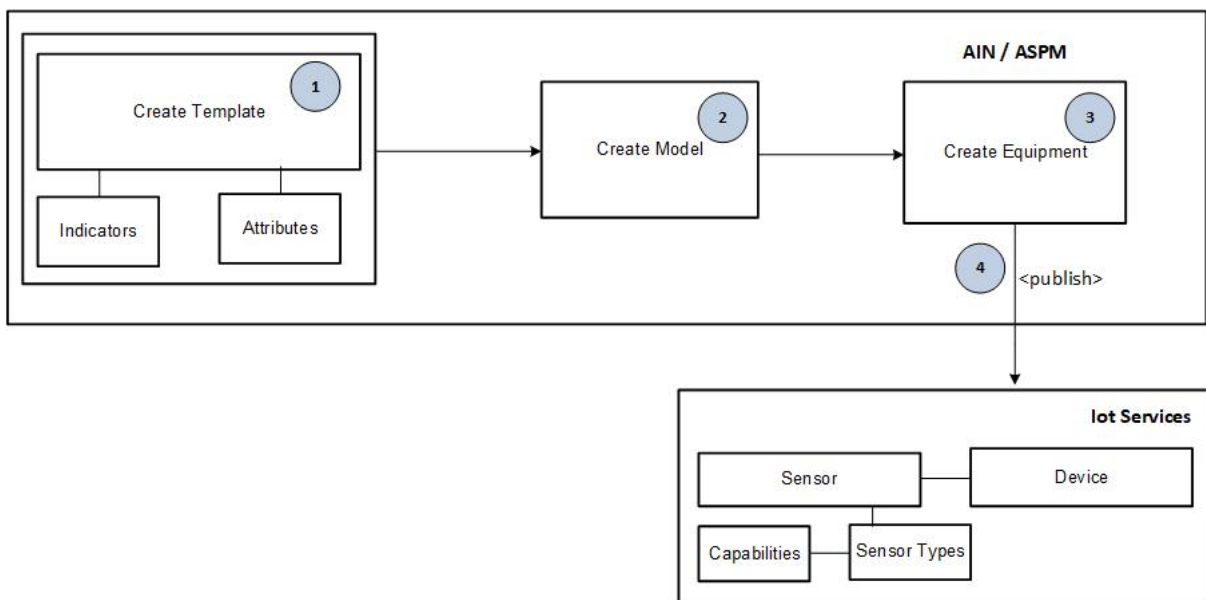 AIN / ASPM
1
Create Template
2
Create Model
3
Create Equipment
Indicators
Attributes
4
<publish>
Iot Services
Sensor
Device
Capabilities
Sensor Types